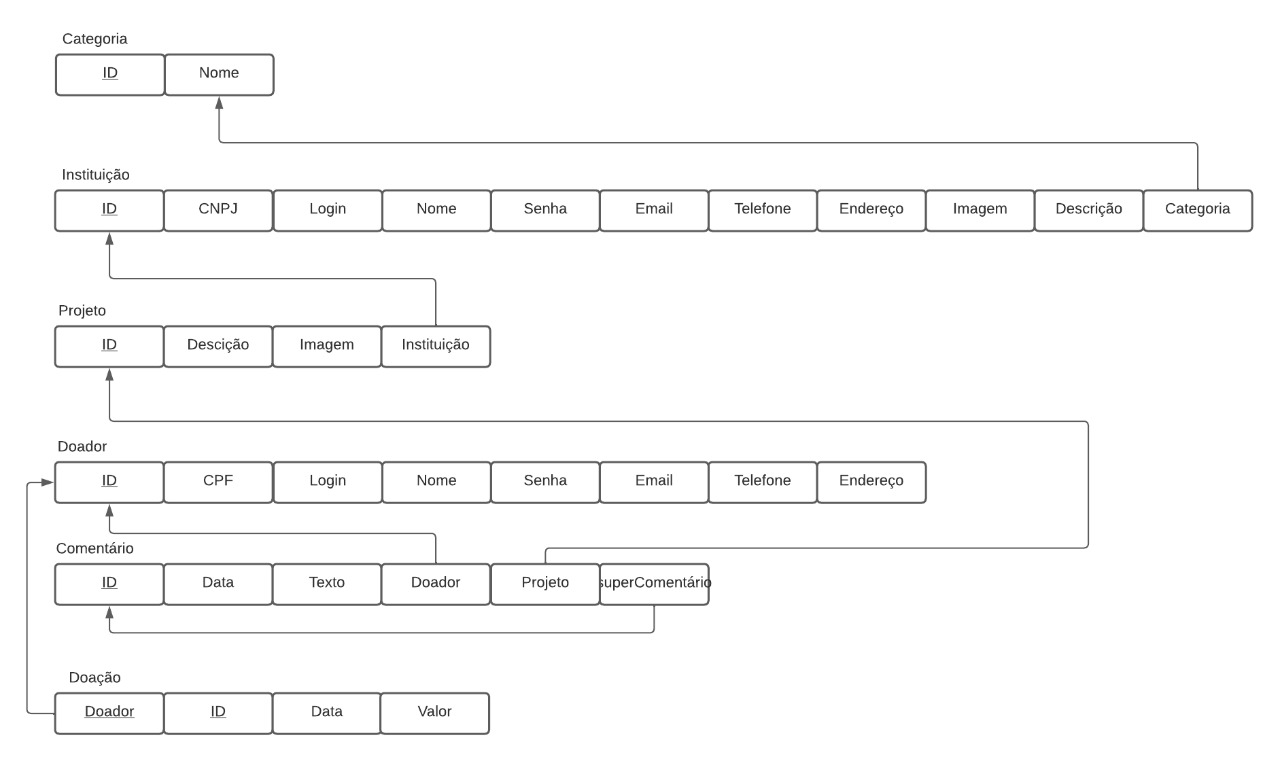 Categoria
ID Nome
Instituição
ID CNPJ Login Nome Senha Email Telefone Endereço Imagem Descrição Categoria
Projeto
ID Descição Imagem Instituição
Doador
ID CPF Login Nome Senha Email Telefone Endereço
Comentário
ID Data Texto Doador Projeto superComentário
Doação
Doador ID Data Valor